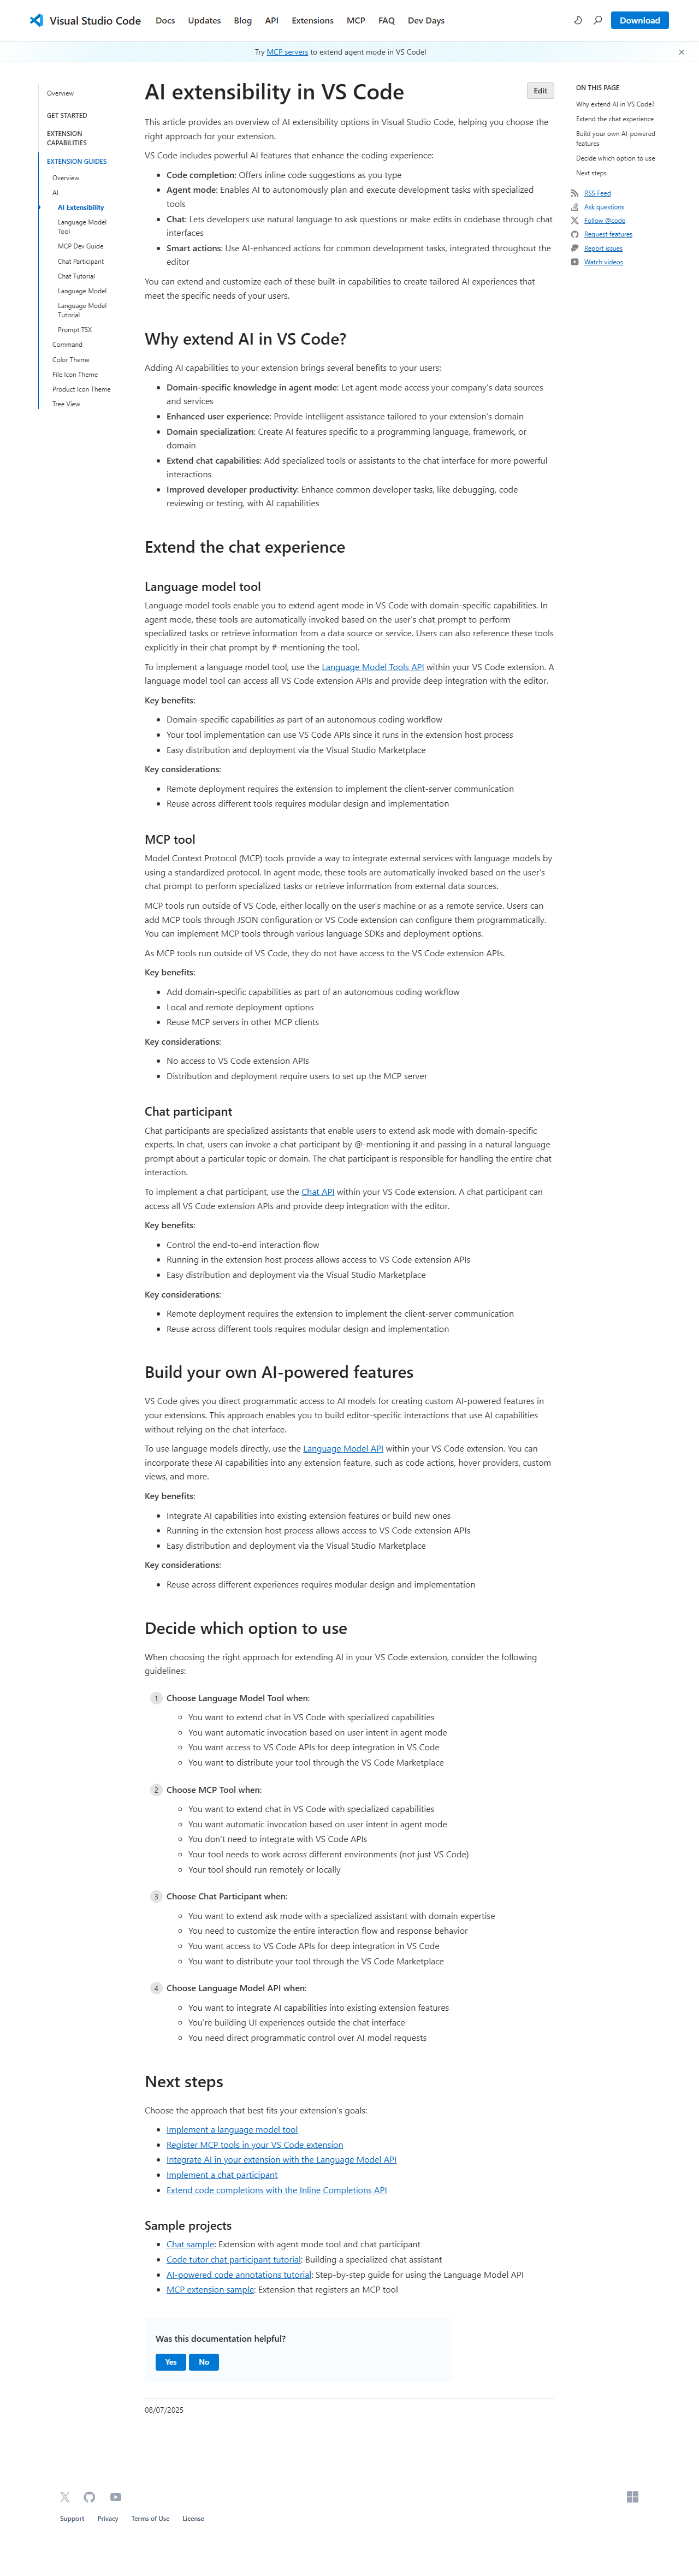 Visual Studio Code Docs Updates Blog API Extensions MCP FAQ Dev Days Download
Try MCP servers to extend agent mode in VS Code!
Overview
GET STARTED
EXTENSION
CAPABILITIES
EXTENSION GUIDES
Overview
AI
AI Extensibility
Language Model
Tool
MCP Dev Guide
Chat Participant
Chat Tutorial
Language Model
Language Model
Tutorial
Prompt TSX
Command
Color Theme
File Icon Theme
Product Icon Theme
Tree View
AI extensibility in VS Code
Edit
This article provides an overview of AI extensibility options in Visual Studio Code, helping you choose the
right approach for your extension.
VS Code includes powerful AI features that enhance the coding experience:
Code completion: Offers inline code suggestions as you type
Agent mode: Enables AI to autonomously plan and execute development tasks with specialized
tools
Chat: Lets developers use natural language to ask questions or make edits in codebase through chat
interfaces
Smart actions: Use AI-enhanced actions for common development tasks, integrated throughout the
editor
You can extend and customize each of these built-in capabilities to create tailored AI experiences that
meet the specific needs of your users.
Why extend AI in VS Code?
Adding AI capabilities to your extension brings several benefits to your users:
Domain-specific knowledge in agent mode: Let agent mode access your company's data sources
and services
Enhanced user experience: Provide intelligent assistance tailored to your extension's domain
Domain specialization: Create AI features specific to a programming language, framework, or
domain
Extend chat capabilities: Add specialized tools or assistants to the chat interface for more powerful
interactions
Improved developer productivity: Enhance common developer tasks, like debugging, code
reviewing or testing, with AI capabilities
Extend the chat experience
Language model tool
Language model tools enable you to extend agent mode in VS Code with domain-specific capabilities. In
agent mode, these tools are automatically invoked based on the user's chat prompt to perform
specialized tasks or retrieve information from a data source or service. Users can also reference these tools
explicitly in their chat prompt by #-mentioning the tool.
To implement a language model tool, use the Language Model Tools API within your VS Code extension. A
language model tool can access all VS Code extension APIs and provide deep integration with the editor.
Key benefits:
Domain-specific capabilities as part of an autonomous coding workflow
Your tool implementation can use VS Code APIs since it runs in the extension host process
Easy distribution and deployment via the Visual Studio Marketplace
Key considerations:
Remote deployment requires the extension to implement the client-server communication
Reuse across different tools requires modular design and implementation
MCP tool
Model Context Protocol (MCP) tools provide a way to integrate external services with language models by
using a standardized protocol. In agent mode, these tools are automatically invoked based on the user's
chat prompt to perform specialized tasks or retrieve information from external data sources.
MCP tools run outside of VS Code, either locally on the user's machine or as a remote service. Users can
add MCP tools through JSON configuration or VS Code extension can configure them programmatically.
You can implement MCP tools through various language SDKs and deployment options.
As MCP tools run outside of VS Code, they do not have access to the VS Code extension APIs.
Key benefits:
Add domain-specific capabilities as part of an autonomous coding workflow
Local and remote deployment options
Reuse MCP servers in other MCP clients
Key considerations:
No access to VS Code extension APIs
Distribution and deployment require users to set up the MCP server
Chat participant
Chat participants are specialized assistants that enable users to extend ask mode with domain-specific
experts. In chat, users can invoke a chat participant by @-mentioning it and passing in a natural language
prompt about a particular topic or domain. The chat participant is responsible for handling the entire chat
interaction.
To implement a chat participant, use the Chat API within your VS Code extension. A chat participant can
access all VS Code extension APIs and provide deep integration with the editor.
Key benefits:
Control the end-to-end interaction flow
Running in the extension host process allows access to VS Code extension APIs
Easy distribution and deployment via the Visual Studio Marketplace
Key considerations:
Remote deployment requires the extension to implement the client-server communication
Reuse across different tools requires modular design and implementation
Build your own AI-powered features
VS Code gives you direct programmatic access to AI models for creating custom AI-powered features in
your extensions. This approach enables you to build editor-specific interactions that use AI capabilities
without relying on the chat interface.
To use language models directly, use the Language Model API within your VS Code extension. You can
incorporate these AI capabilities into any extension feature, such as code actions, hover providers, custom
views, and more.
Key benefits:
Integrate AI capabilities into existing extension features or build new ones
Running in the extension host process allows access to VS Code extension APIs
Easy distribution and deployment via the Visual Studio Marketplace
Key considerations:
Reuse across different experiences requires modular design and implementation
Decide which option to use
When choosing the right approach for extending AI in your VS Code extension, consider the following
guidelines:
1 Choose Language Model Tool when:
You want to extend chat in VS Code with specialized capabilities
You want automatic invocation based on user intent in agent mode
You want access to VS Code APIs for deep integration in VS Code
You want to distribute your tool through the VS Code Marketplace
2 Choose MCP Tool when:
You want to extend chat in VS Code with specialized capabilities
You want automatic invocation based on user intent in agent mode
You don't need to integrate with VS Code APIs
Your tool needs to work across different environments (not just VS Code)
Your tool should run remotely or locally
3 Choose Chat Participant when:
You want to extend ask mode with a specialized assistant with domain expertise
You need to customize the entire interaction flow and response behavior
You want access to VS Code APIs for deep integration in VS Code
You want to distribute your tool through the VS Code Marketplace
4 Choose Language Model API when:
You want to integrate AI capabilities into existing extension features
You're building UI experiences outside the chat interface
You need direct programmatic control over AI model requests
Next steps
Choose the approach that best fits your extension's goals:
Implement a language model tool
Register MCP tools in your VS Code extension
Integrate AI in your extension with the Language Model API
Implement a chat participant
Extend code completions with the Inline Completions API
Sample projects
Chat sample: Extension with agent mode tool and chat participant
Code tutor chat participant tutorial: Building a specialized chat assistant
AI-powered code annotations tutorial: Step-by-step guide for using the Language Model API
MCP extension sample: Extension that registers an MCP tool
Was this documentation helpful?
Yes No
08/07/2025
ON THIS PAGE
Why extend AI in VS Code?
Extend the chat experience
Build your own AI-powered
features
Decide which option to use
Next steps
RSS Feed
Ask questions
Follow @code
Request features
Report issues
Watch videos
Support Privacy Terms of Use License